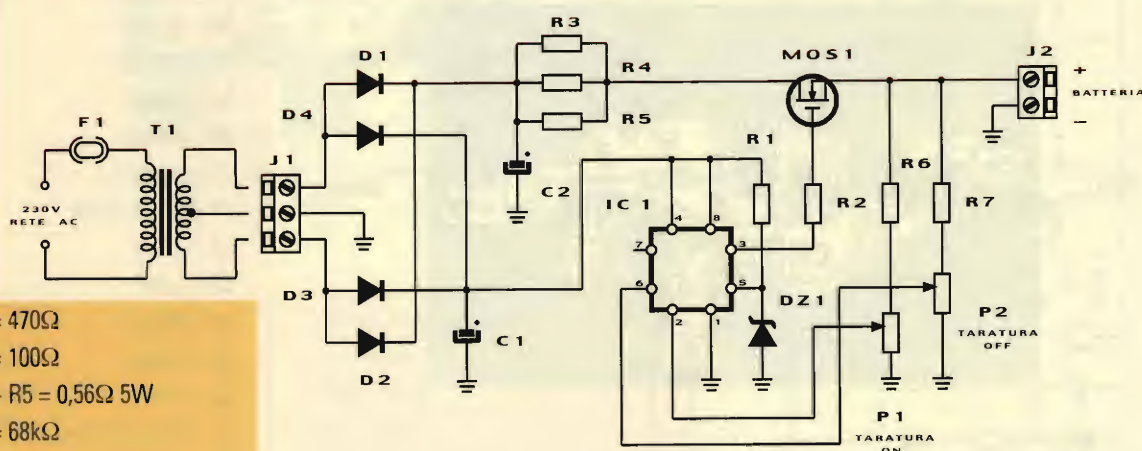 R3
D1
MOS1
J2
R4
+
BATTERIA
D4
F1
T1
R5
R1
−
J1
R6
C2
IC 1
R2
R7
230V
RETE AC
4
8
7
3
6
5
D3
DZ1
2
1
P2
TARATURA
OFF
C1
= 470Ω
= 100Ω
D2
- R5 = 0,56Ω 5W
= 68kΩ
P1
TARATURA
ON